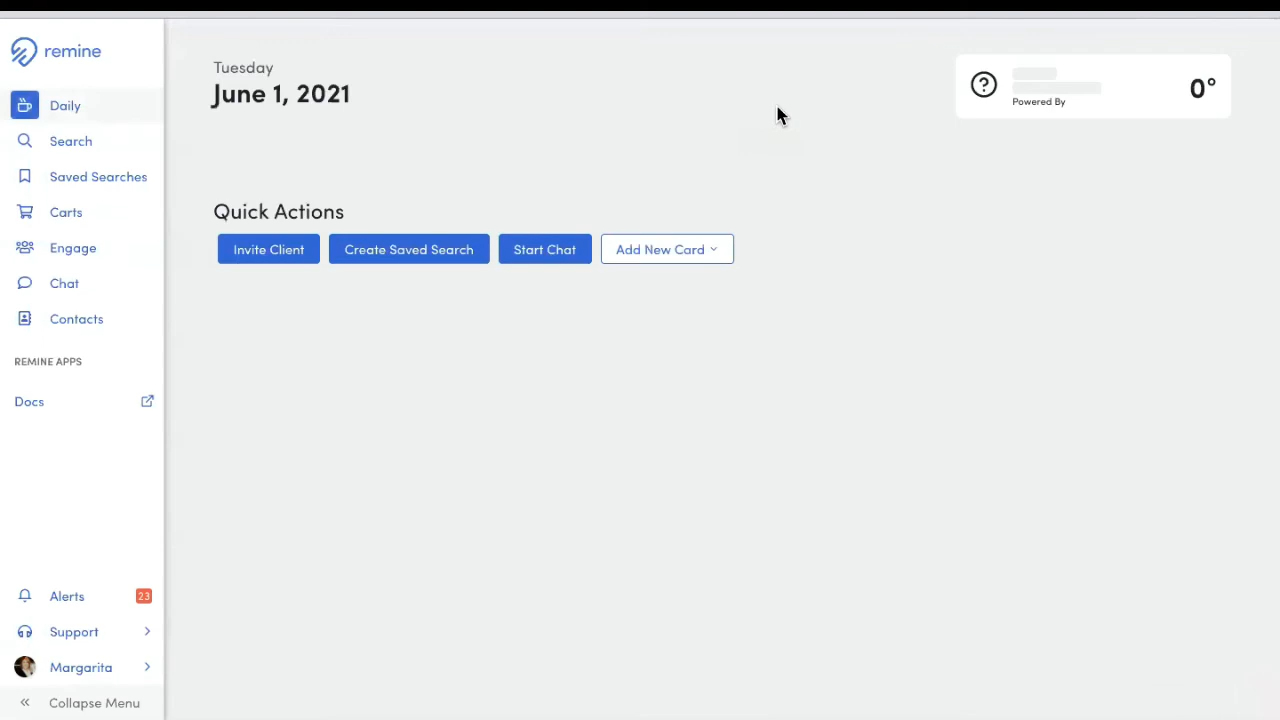 remine
Daily
Search
Saved Searches
Carts
Engage
Chat
Contacts
REMINE APPS
Docs
Alerts 23
Support
Margarita
Collapse Menu
Tuesday
June 1, 2021
Powered By
0°
Quick Actions
Invite Client Create Saved Search Start Chat Add New Card